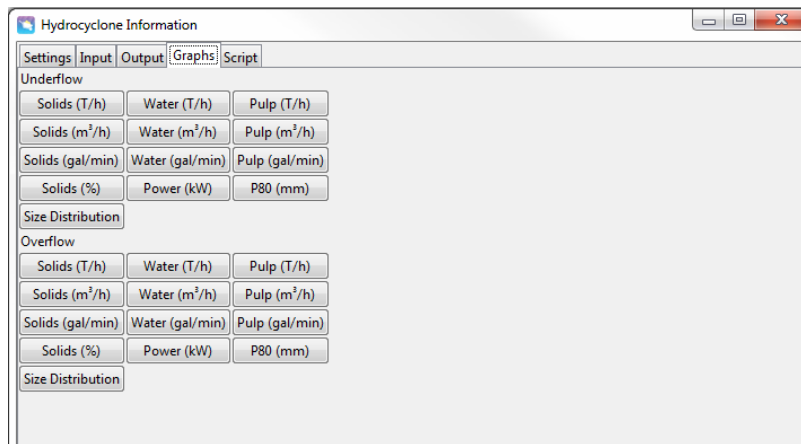 Hydrocyclone Information
Settings Input Output Graphs Script
Underflow
Solids (T/h) Water (T/h) Pulp (T/h)
Solids (m³/h) Water (m³/h) Pulp (m³/h)
Solids (gal/min) Water (gal/min) Pulp (gal/min)
Solids (%) Power (kW) P80 (mm)
Size Distribution
Overflow
Solids (T/h) Water (T/h) Pulp (T/h)
Solids (m³/h) Water (m³/h) Pulp (m³/h)
Solids (gal/min) Water (gal/min) Pulp (gal/min)
Solids (%) Power (kW) P80 (mm)
Size Distribution